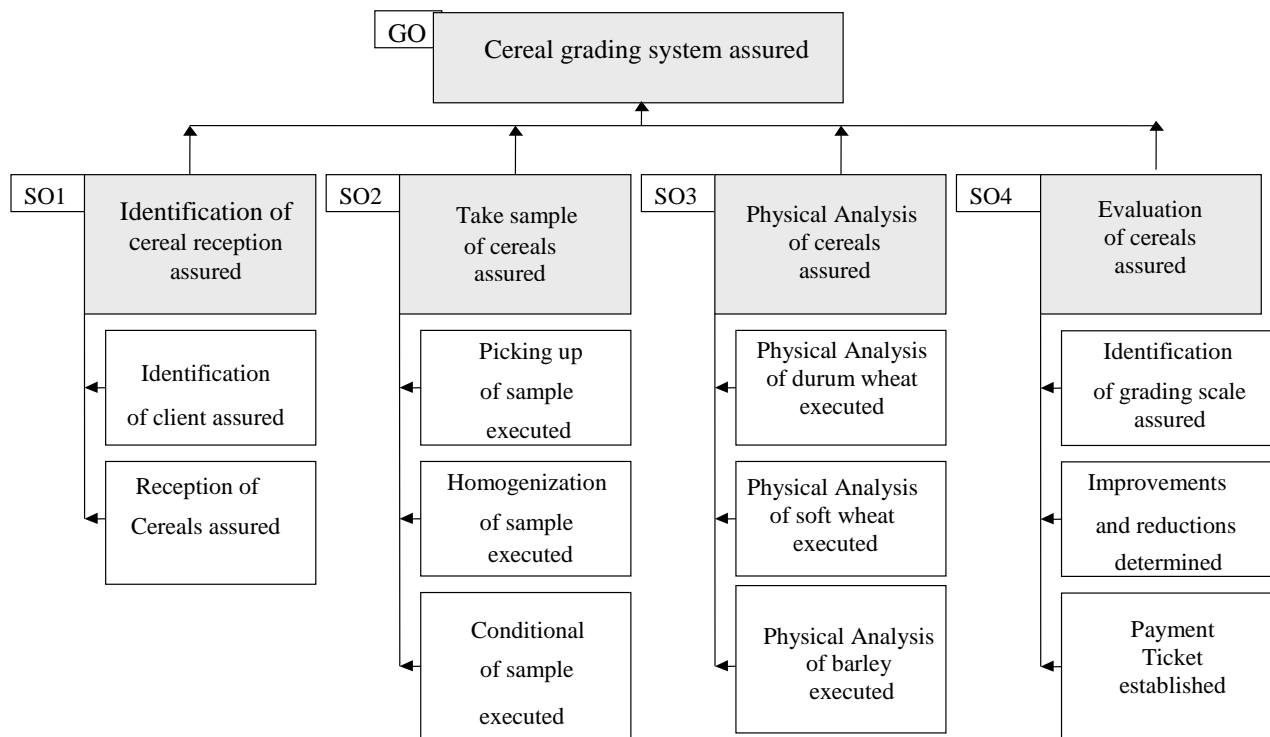 GO
Cereal grading system assured
SO1
Identification of
cereal reception
assured
SO2
Take sample
of cereals
assured
SO3
Physical Analysis
of cereals
assured
SO4
Evaluation
of cereals
assured
Identification
of client assured
Reception of
Cereals assured
Picking up
of sample
executed
Homogenization
of sample
executed
Conditional
of sample
executed
Physical Analysis
of durum wheat
executed
Physical Analysis
of soft wheat
executed
Physical Analysis
of barley
executed
Identification
of grading scale
assured
Improvements
and reductions
determined
Payment
Ticket
established